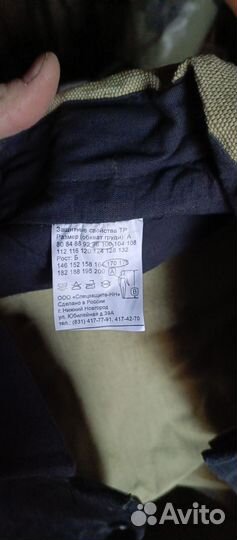 Защитные свойства ТР
Размер (обхват груди): А
80 84 88 92 96 100 104 108
112 116 120 124 128 132
Рост: Б
146 152 158 164 170 176
182 188 195 200 А
Б
ООО «Спецзащита-НН»
Сделано в России
г. Нижний Новгород
ул. Юбилейная д.39А
тел.: (831) 417-77-91, 417-42-70
Avito